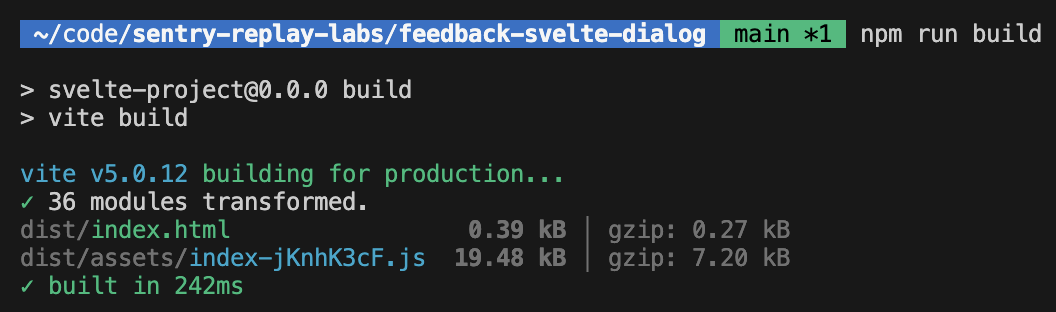 ~/code/sentry-replay-labs/feedback-svelte-dialog main *1 npm run build
> svelte-project@0.0.0 build
> vite build
vite v5.0.12 building for production...
✓ 36 modules transformed.
dist/index.html 0.39 kB │ gzip: 0.27 kB
dist/assets/index-jKnhK3cF.js 19.48 kB │ gzip: 7.20 kB
✓ built in 242ms